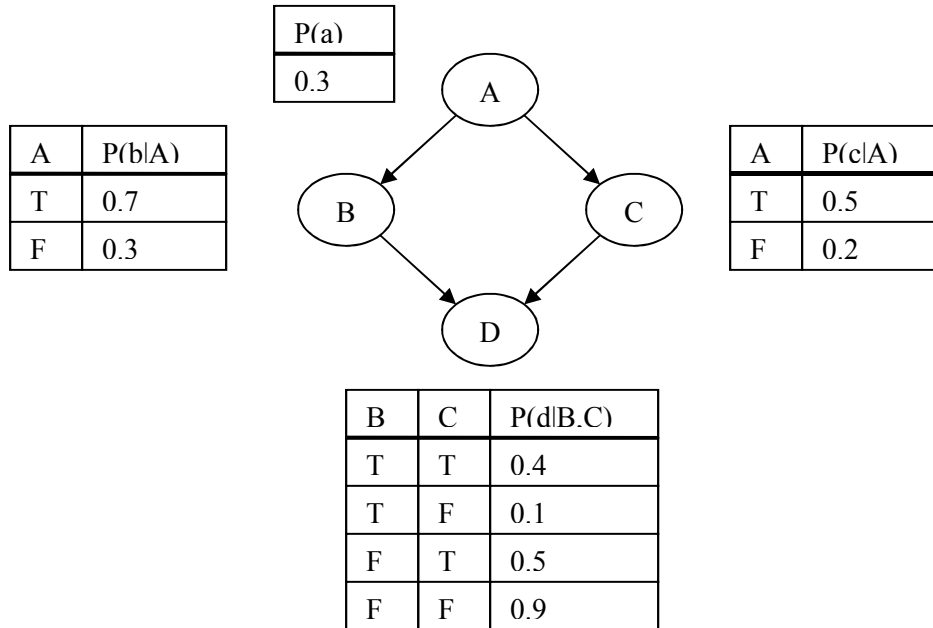 P(a)
0.3
A
A P(b|A)
T 0.7
F 0.3
B
C
A P(c|A)
T 0.5
F 0.2
D
B C P(d|B,C)
T T 0.4
T F 0.1
F T 0.5
F F 0.9